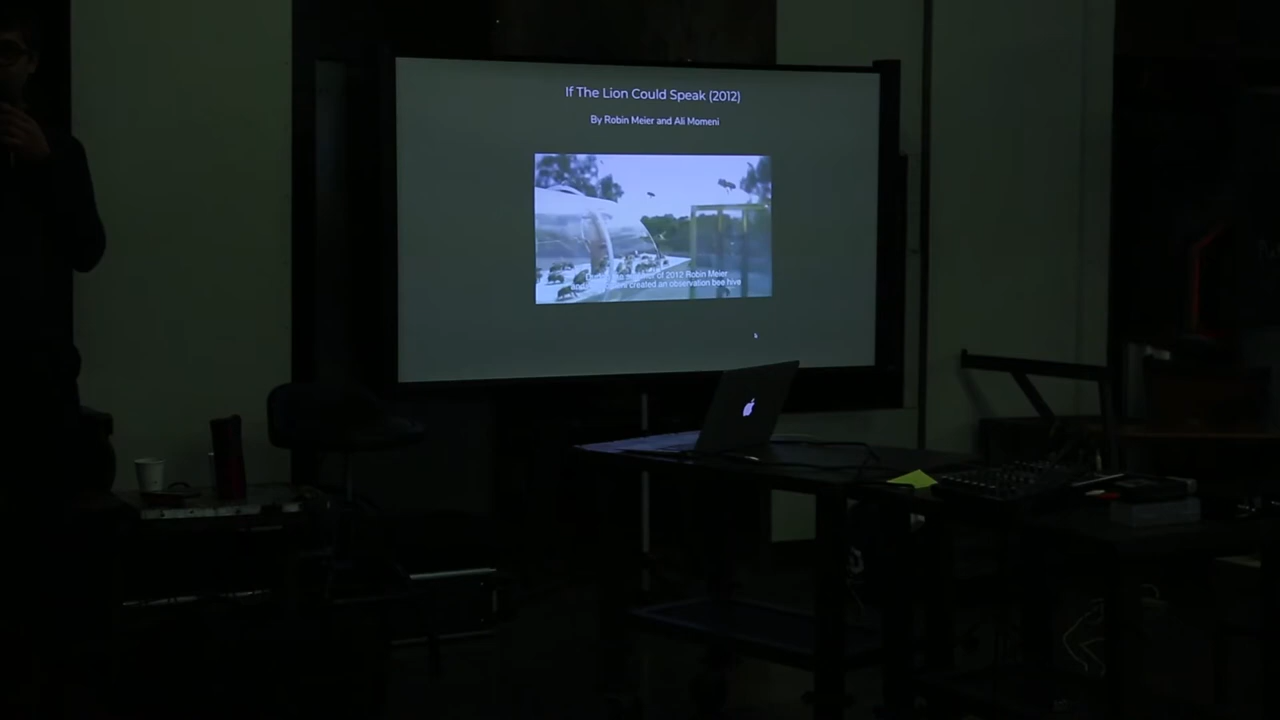 If The Lion Could Speak (2012)
By Robin Meier and Ali Momeni
of 2012 Robin Meier
created an observation bee hive